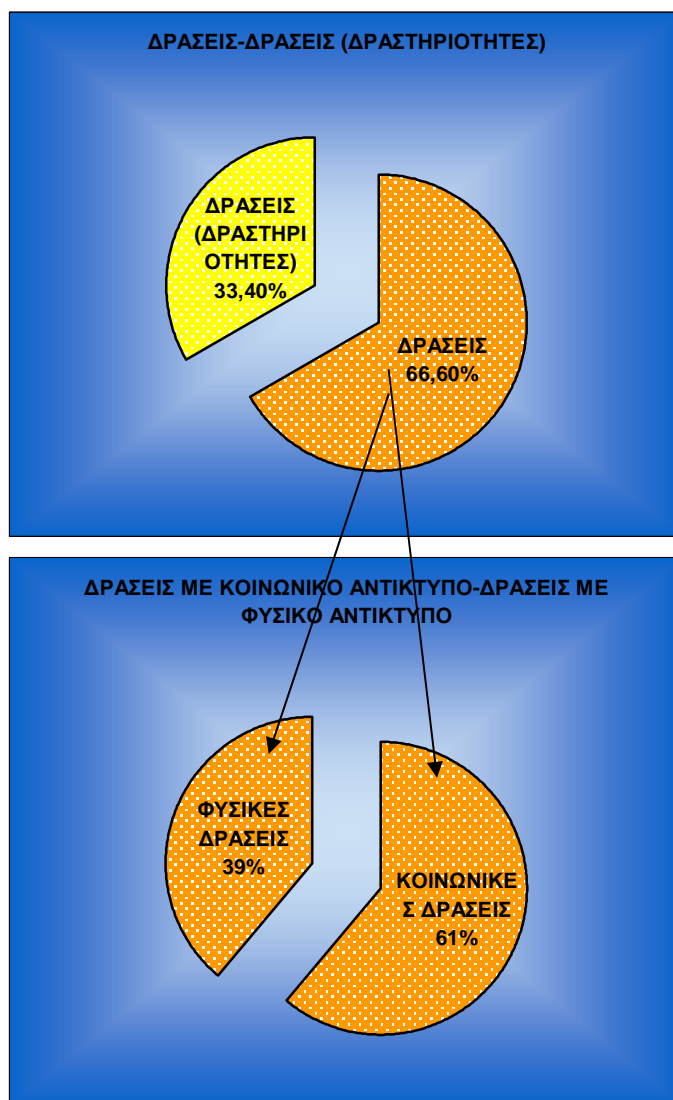 ΔΡΑΣΕΙΣ-ΔΡΑΣΕΙΣ (ΔΡΑΣΤΗΡΙΟΤΗΤΕΣ)
ΔΡΑΣΕΙΣ
(ΔΡΑΣΤΗΡΙ
ΟΤΗΤΕΣ)
33,40%
ΔΡΑΣΕΙΣ
66,60%
ΔΡΑΣΕΙΣ ΜΕ ΚΟΙΝΩΝΙΚΟ ΑΝΤΙΚΤΥΠΟ-ΔΡΑΣΕΙΣ ΜΕ
ΦΥΣΙΚΟ ΑΝΤΙΚΤΥΠΟ
ΦΥΣΙΚΕΣ
ΔΡΑΣΕΙΣ
39%
ΚΟΙΝΩΝΙΚΕ
Σ ΔΡΑΣΕΙΣ
61%